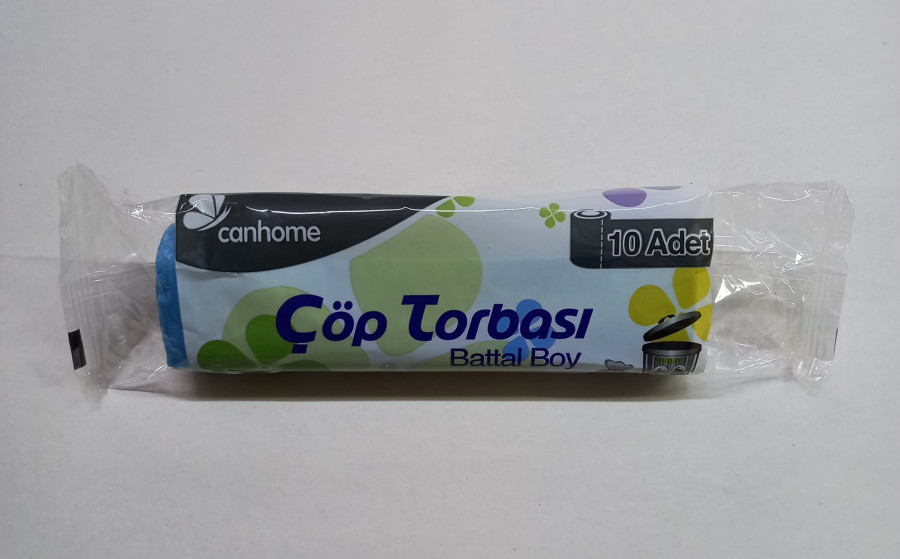 canhome
10 Adet
Çöp Torbası
Battal Boy